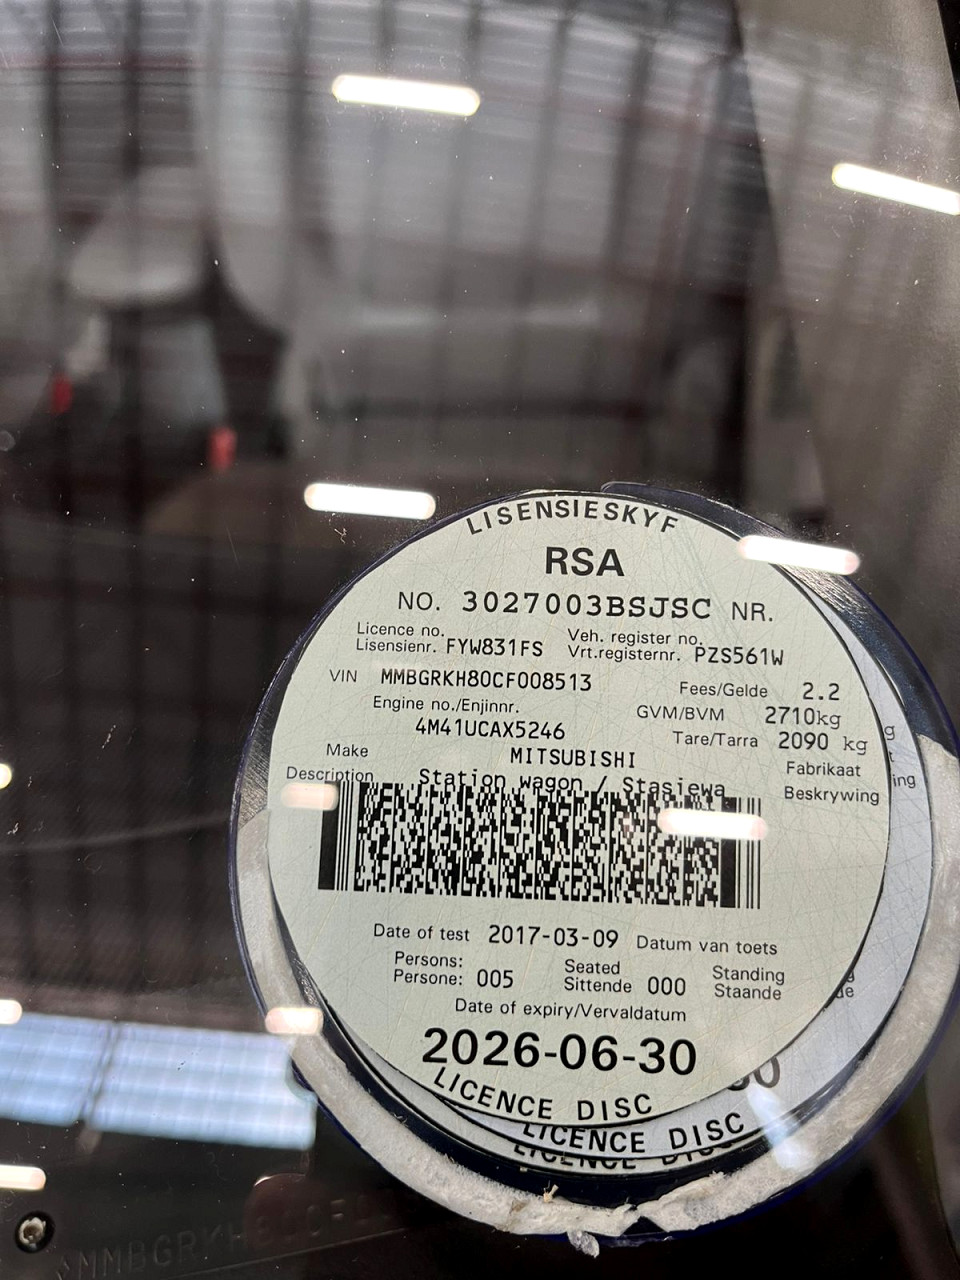 LISENSIESKYF
RSA
NO. 3027003BSJSC NR.
Licence no. Veh. register no.
Lisensienr. FYW831FS Vrt.registernr. PZS561W
VIN MMBGRKH80CF008513 Fees/Gelde 2.2
Engine no./Enjinnr. GVM/BVM 2710kg
4M41UCAX5246 Tare/Tarra 2090 kg
Make MITSUBISHI Fabrikaat
Description Station wagon / Stasiewa Beskrywing
Date of test 2017-03-09 Datum van toets
Persons: Seated Standing
Persone: 005 Sittende 000 Staande
Date of expiry/Vervaldatum
2026-06-30
LICENCE DISC
LICENCE DISC
LICENCE DISC